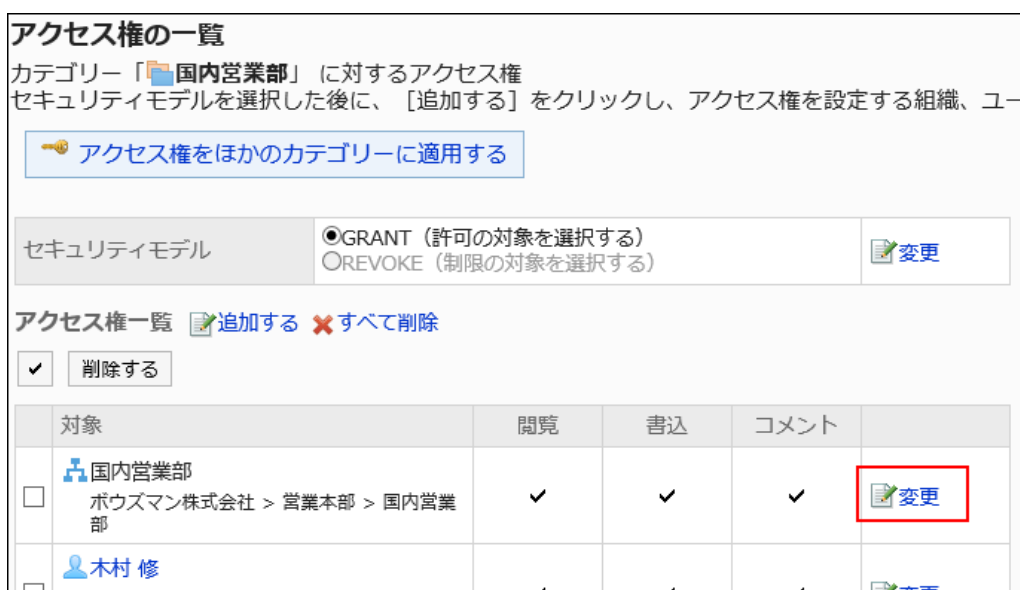 アクセス権の一覧
カテゴリー「国内営業部」 に対するアクセス権
セキュリティモデルを選択した後に、 [追加する] をクリックし、アクセス権を設定する組織、ユー
アクセス権をほかのカテゴリーに適用する
セキュリティモデル
GRANT（許可の対象を選択する）
REVOKE（制限の対象を選択する）
変更
アクセス権一覧 追加する すべて削除
削除する
対象 閲覧 書込 コメント
国内営業部
ボウズマン株式会社 > 営業本部 > 国内営業
部
変更
木村 修
変更